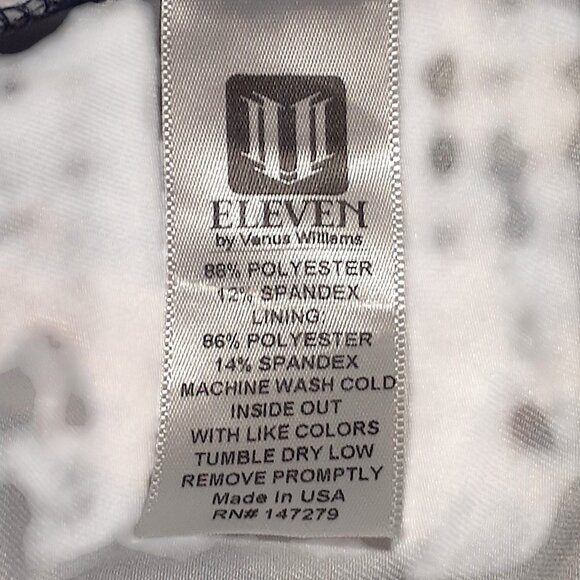 ELEVEN
by Venus Williams
88% POLYESTER
12% SPANDEX
LINING:
86% POLYESTER
14% SPANDEX
MACHINE WASH COLD
INSIDE OUT
WITH LIKE COLORS
TUMBLE DRY LOW
REMOVE PROMPTLY
Made In USA
RN# 147279